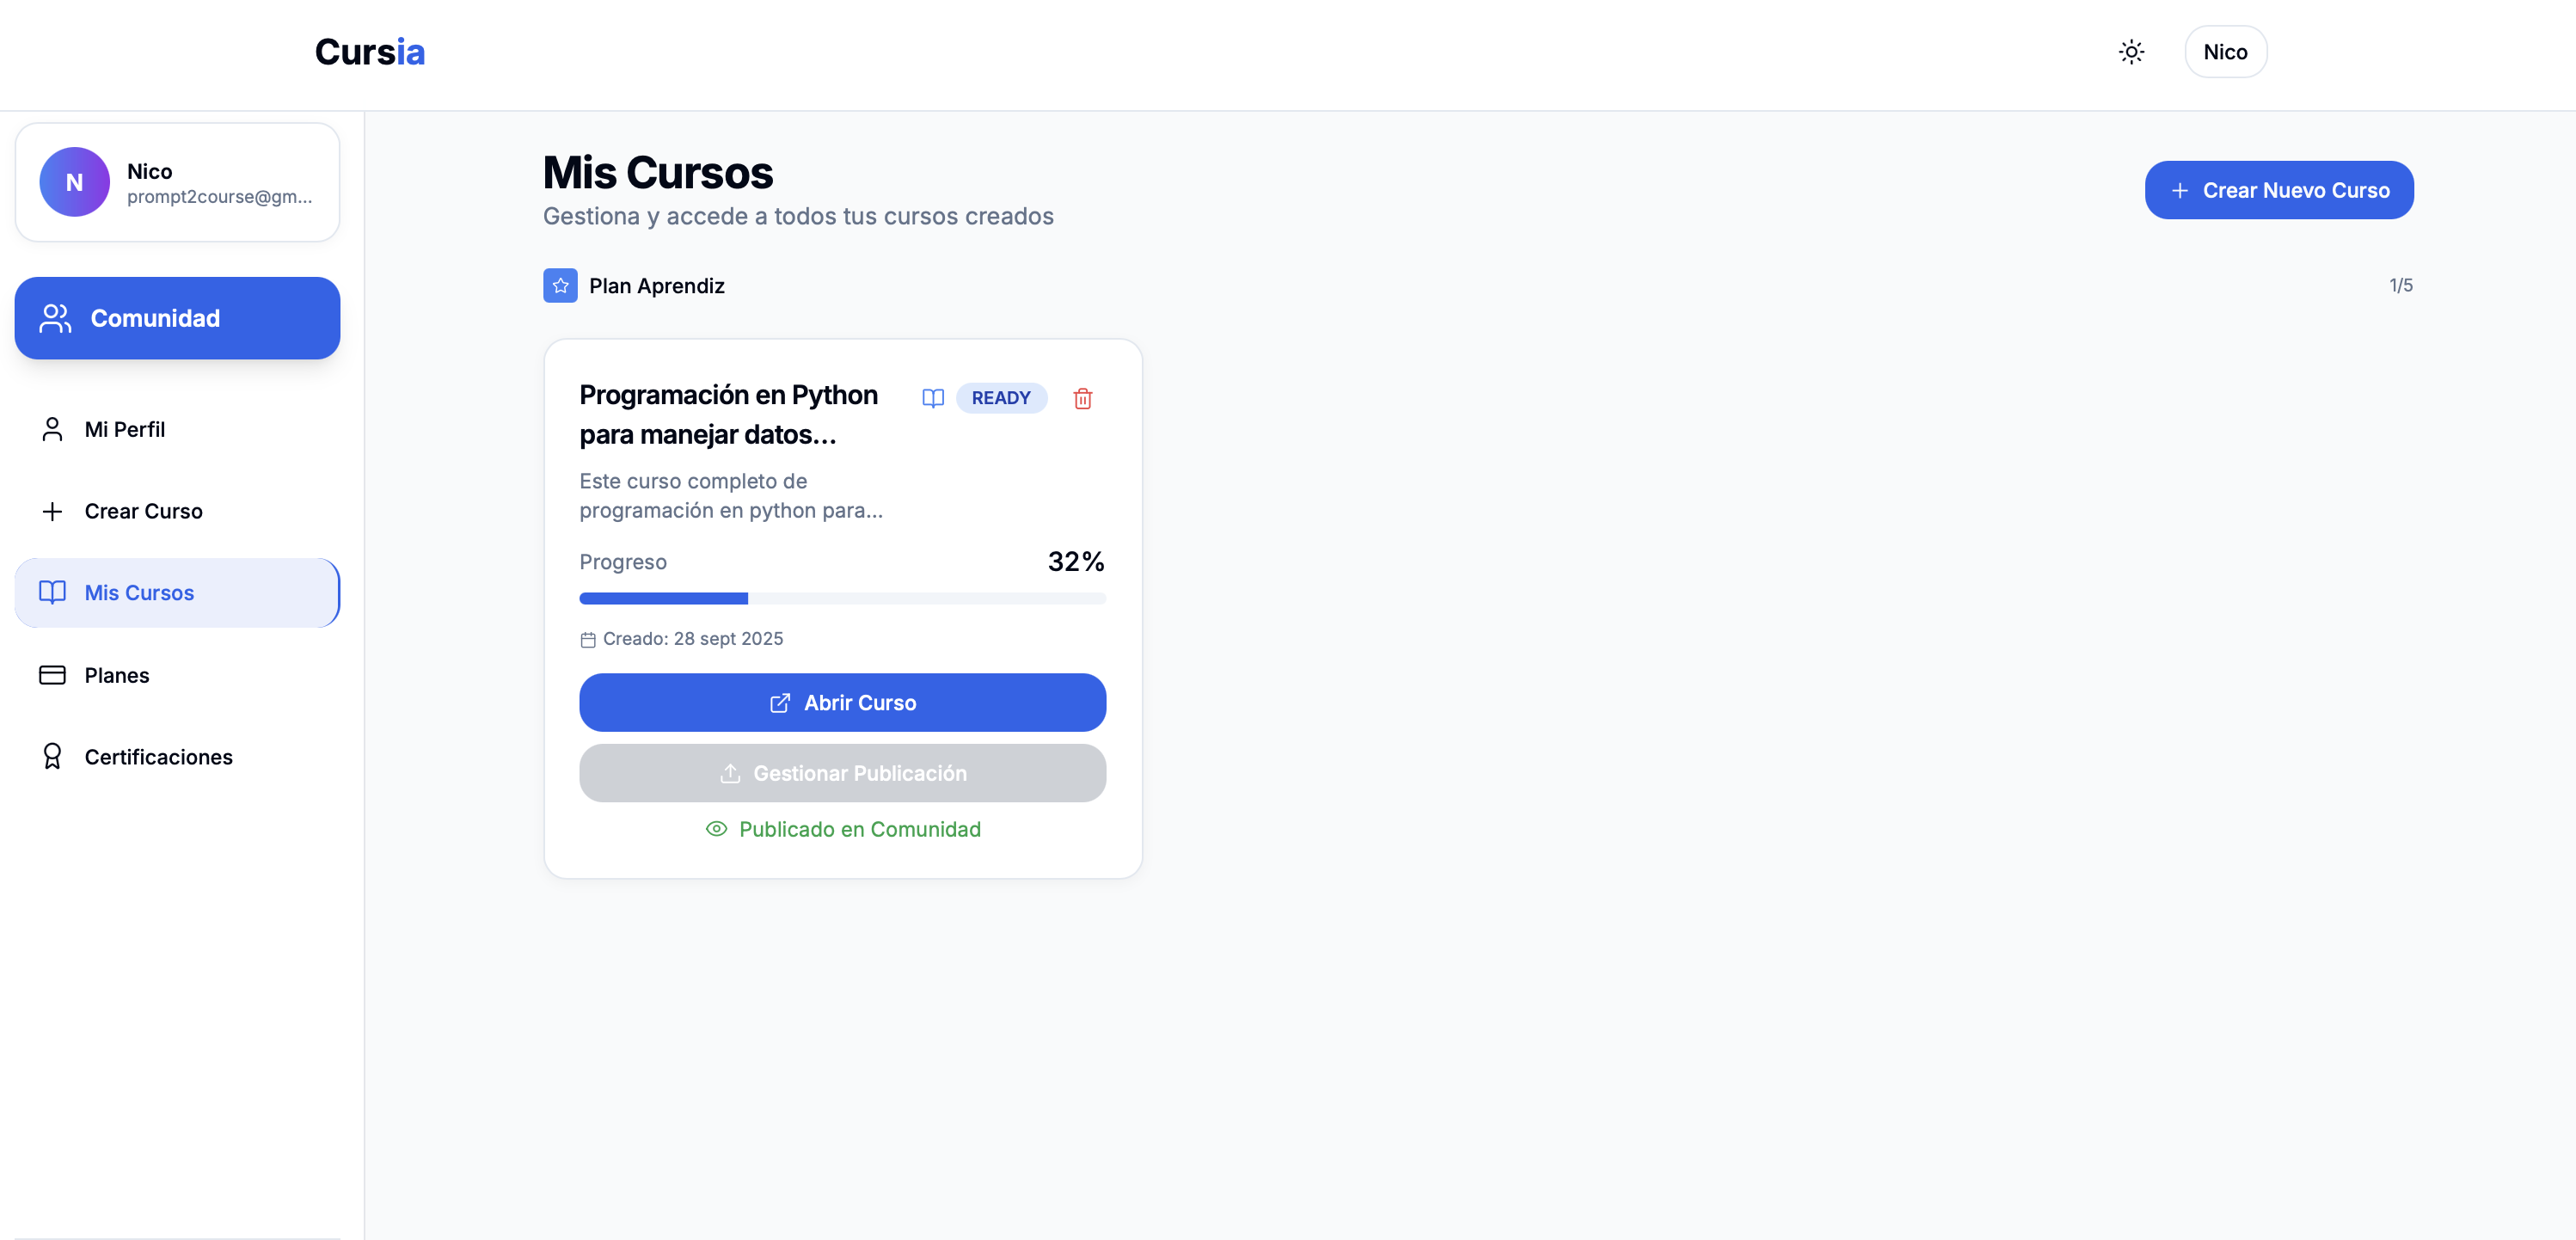 Cursia
Nico
N
Nico
prompt2course@gm...
Comunidad
Mi Perfil
Crear Curso
Mis Cursos
Planes
Certificaciones
Mis Cursos
Gestiona y accede a todos tus cursos creados
Crear Nuevo Curso
Plan Aprendiz
1/5
Programación en Python
para manejar datos...
READY
Este curso completo de
programación en python para...
Progreso
32%
Creado: 28 sept 2025
Abrir Curso
Gestionar Publicación
Publicado en Comunidad